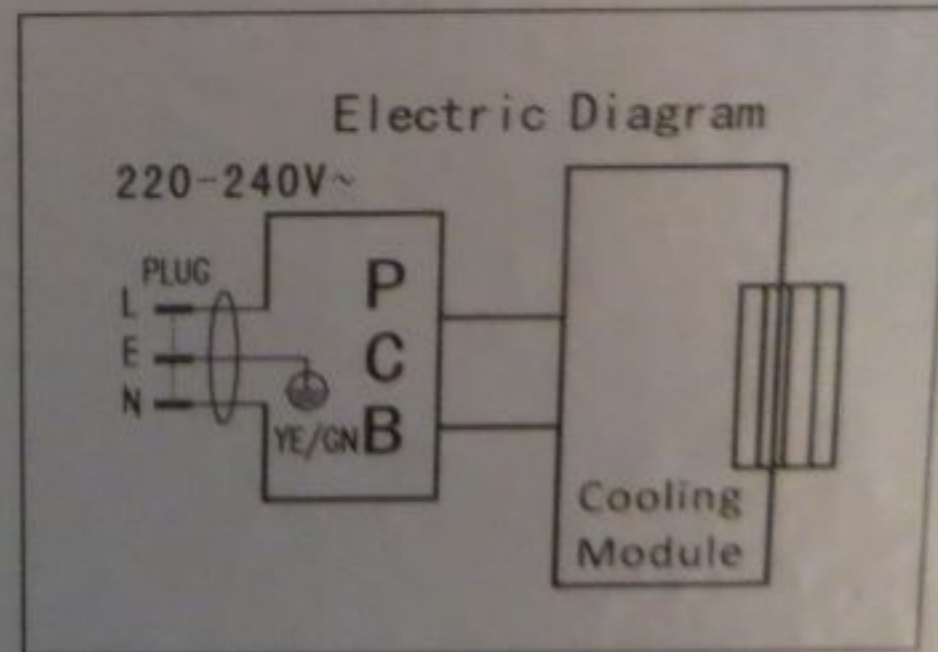 Electric Diagram
220-240V~
PLUG
L
E
N
YE/GN
P
C
B
Cooling
Module